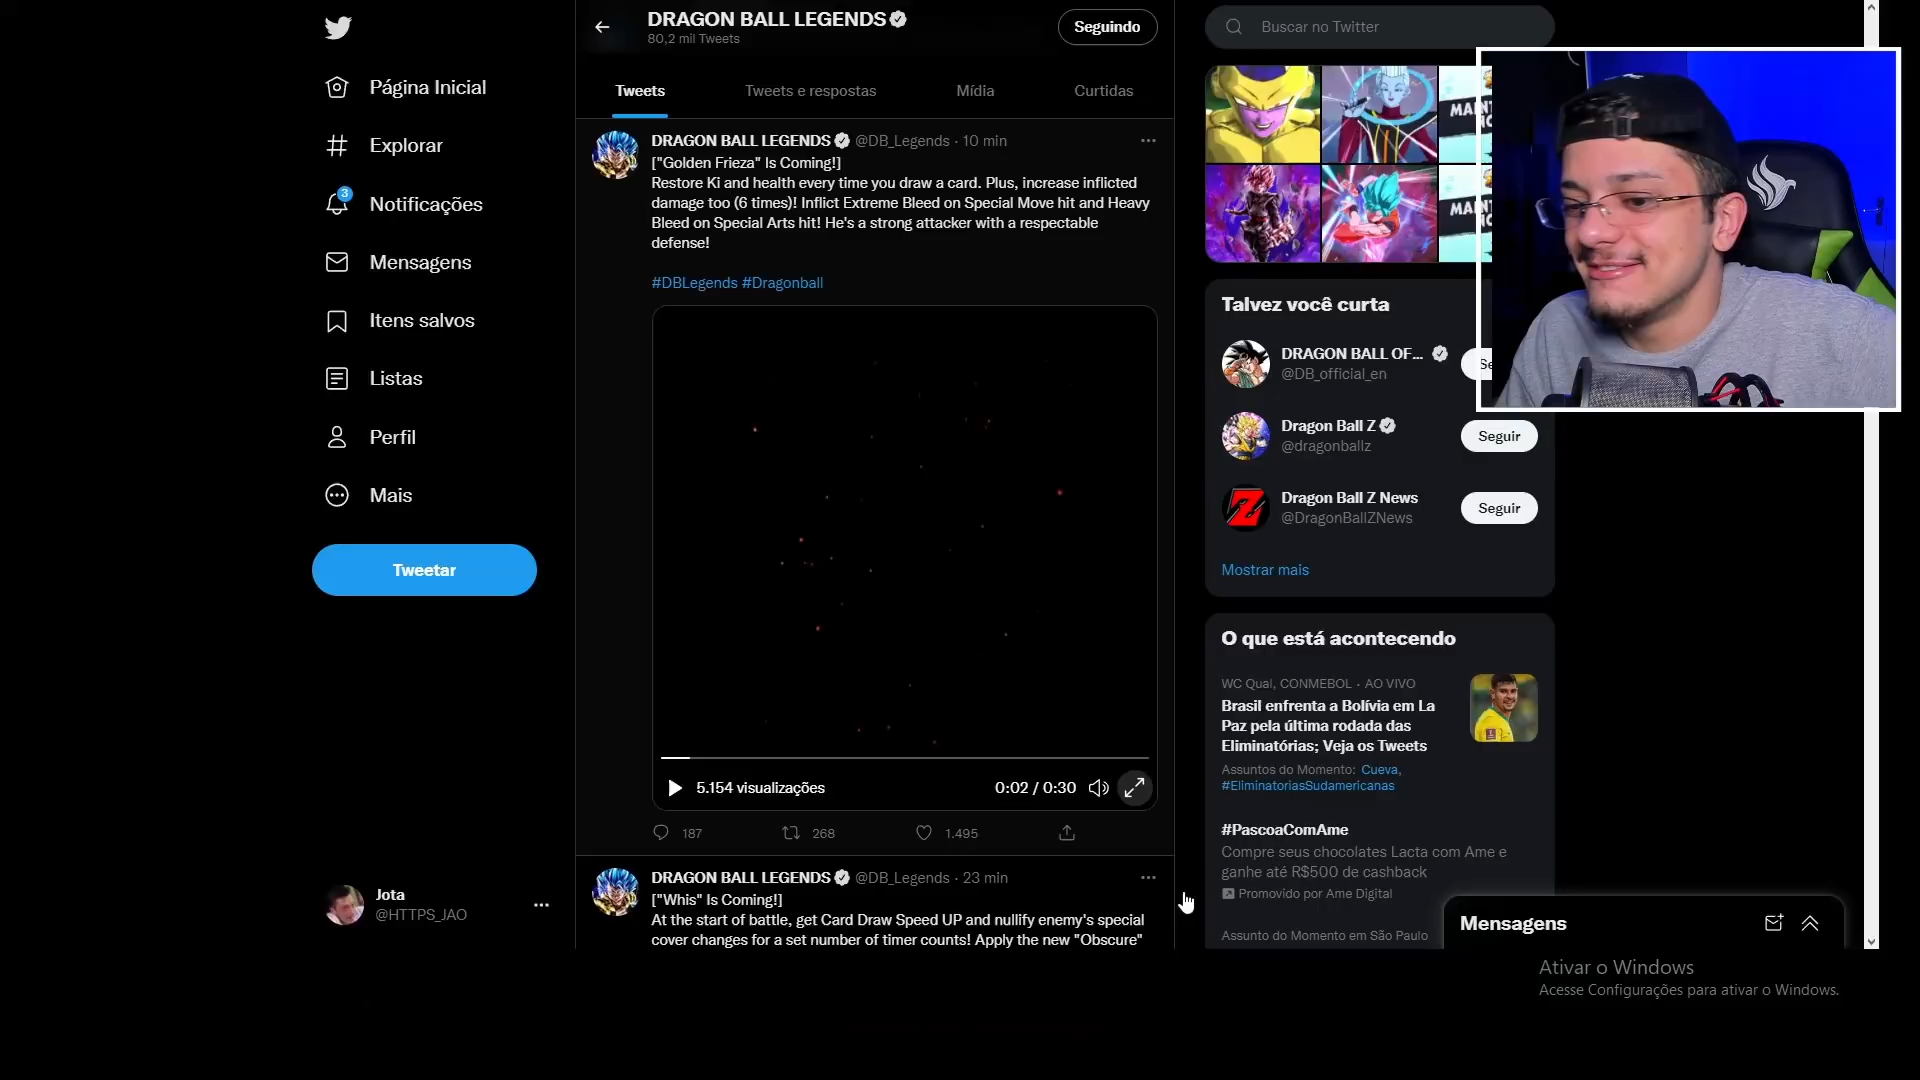 Página Inicial
Explorar
3
Notificações
Mensagens
Itens salvos
Listas
Perfil
Mais
Tweetar
Jota
@HTTPS_JAO
DRAGON BALL LEGENDS
80,2 mil Tweets
Seguindo
Tweets
Tweets e respostas
Mídia
Curtidas
DRAGON BALL LEGENDS @DB_Legends · 10 min
["Golden Frieza" Is Coming!]
Restore Ki and health every time you draw a card. Plus, increase inflicted
damage too (6 times)! Inflict Extreme Bleed on Special Move hit and Heavy
Bleed on Special Arts hit! He's a strong attacker with a respectable
defense!
#DBLegends #Dragonball
5.154 visualizações
0:02 / 0:30
187
268
1.495
DRAGON BALL LEGENDS @DB_Legends · 23 min
["Whis" Is Coming!]
At the start of battle, get Card Draw Speed UP and nullify enemy's special
cover changes for a set number of timer counts! Apply the new "Obscure"
Buscar no Twitter
Talvez você curta
DRAGON BALL OF...
@DB_official_en
Se
Dragon Ball Z
@dragonballz
Seguir
Dragon Ball Z News
@DragonBallZNews
Seguir
Mostrar mais
O que está acontecendo
WC Qual, CONMEBOL · AO VIVO
Brasil enfrenta a Bolívia em La
Paz pela última rodada das
Eliminatórias; Veja os Tweets
Assuntos do Momento: Cueva,
#EliminatoriasSudamericanas
#PascoaComAme
Compre seus chocolates Lacta com Ame e
ganhe até R$500 de cashback
Promovido por Ame Digital
Assunto do Momento em São Paulo
Mensagens
Ativar o Windows
Acesse Configurações para ativar o Windows.